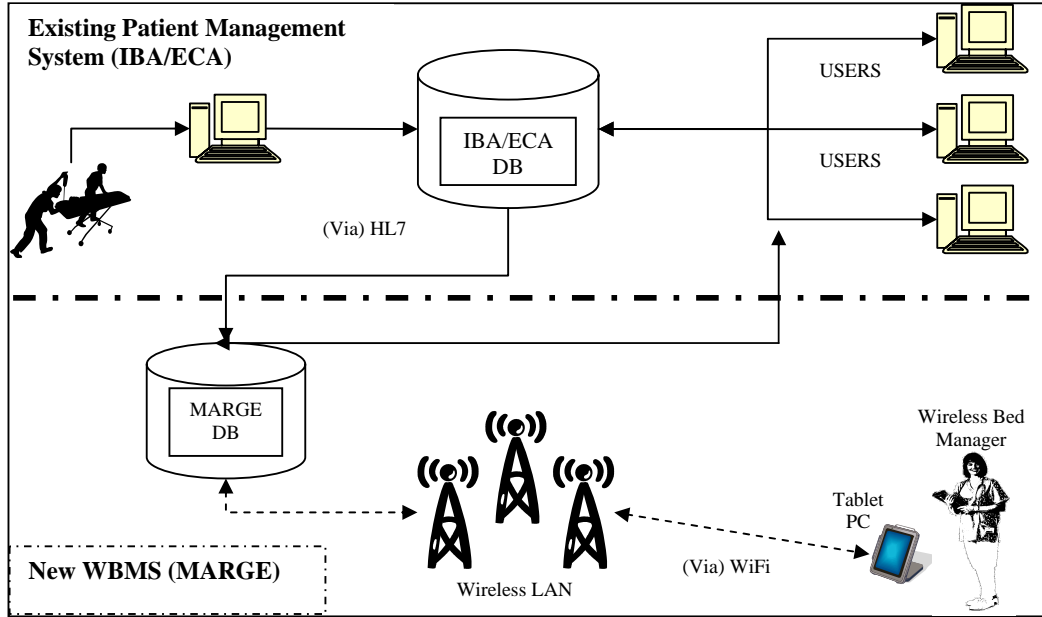 Existing Patient Management
System (IBA/ECA)
USERS
IBA/ECA
DB
USERS
(Via) HL7
MARGE
DB
Wireless Bed
Manager
Tablet
PC
(Via) WiFi
Wireless LAN
New WBMS (MARGE)